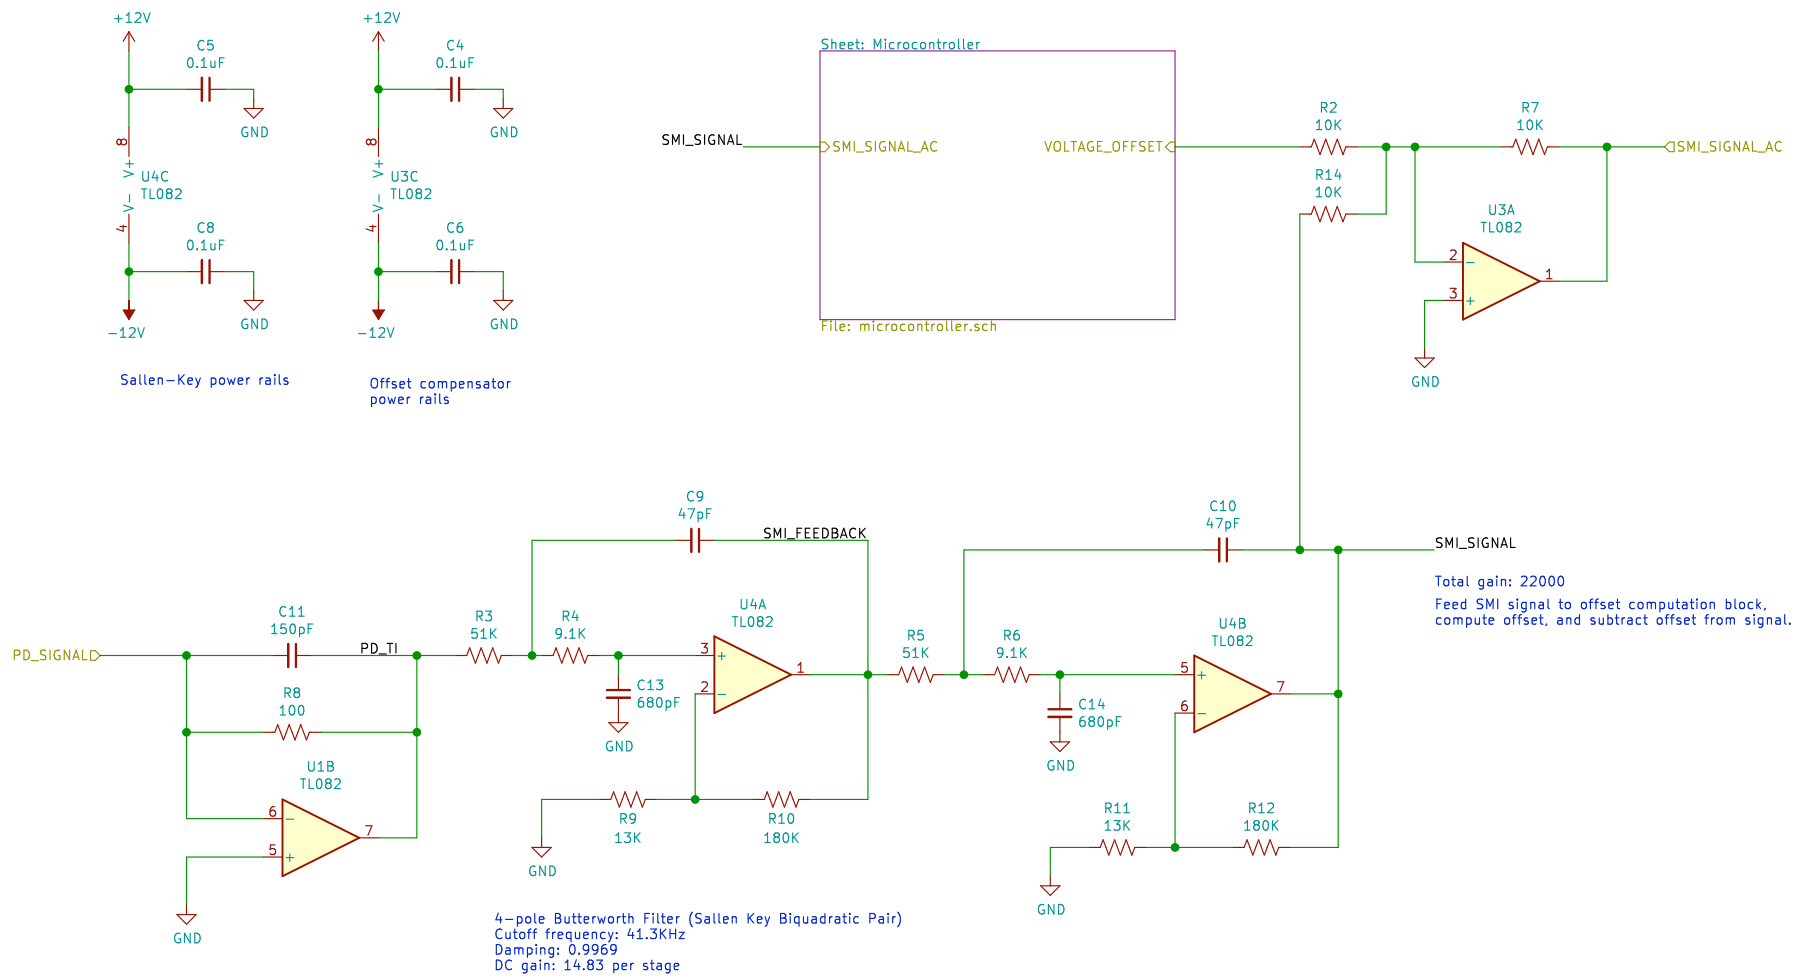 +12V
C5
0.1uF
GND
8
V+
U4C
TL082
V-
4
C8
0.1uF
GND
-12V
Sallen-Key power rails
+12V
C4
0.1uF
GND
8
V+
U3C
TL082
V-
4
C6
0.1uF
GND
-12V
Offset compensator
power rails
Sheet: Microcontroller
SMI_SIGNAL
SMI_SIGNAL_AC
VOLTAGE_OFFSET
File: microcontroller.sch
R2
10K
R14
10K
R7
10K
SMI_SIGNAL_AC
U3A
TL082
2
-
3
+
1
GND
PD_SIGNAL
C11
150pF
PD_TI
R8
100
U1B
TL082
6
-
5
+
7
GND
R3
51K
R4
9.1K
C9
47pF
SMI_FEEDBACK
C13
680pF
GND
U4A
TL082
3
+
2
-
1
R9
13K
R10
180K
GND
R5
51K
R6
9.1K
C10
47pF
C14
680pF
GND
U4B
TL082
5
+
6
-
7
R11
13K
R12
180K
GND
SMI_SIGNAL
Total gain: 22000
Feed SMI signal to offset computation block,
compute offset, and subtract offset from signal.
4-pole Butterworth Filter (Sallen Key Biquadratic Pair)
Cutoff frequency: 41.3KHz
Damping: 0.9969
DC gain: 14.83 per stage